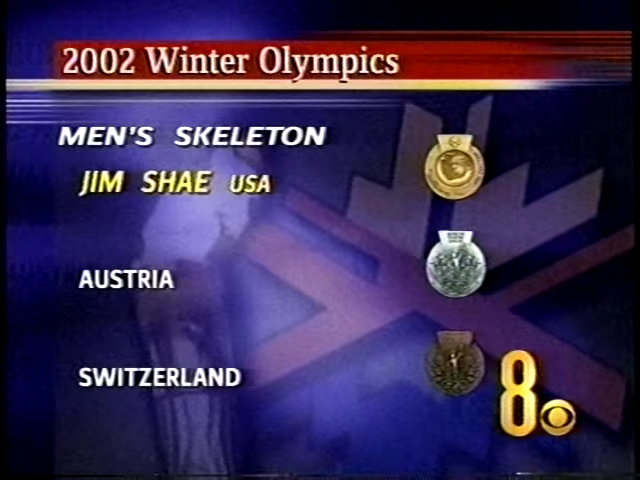 2002 Winter Olympics
MEN'S SKELETON
JIM SHAE USA
AUSTRIA
SWITZERLAND
8